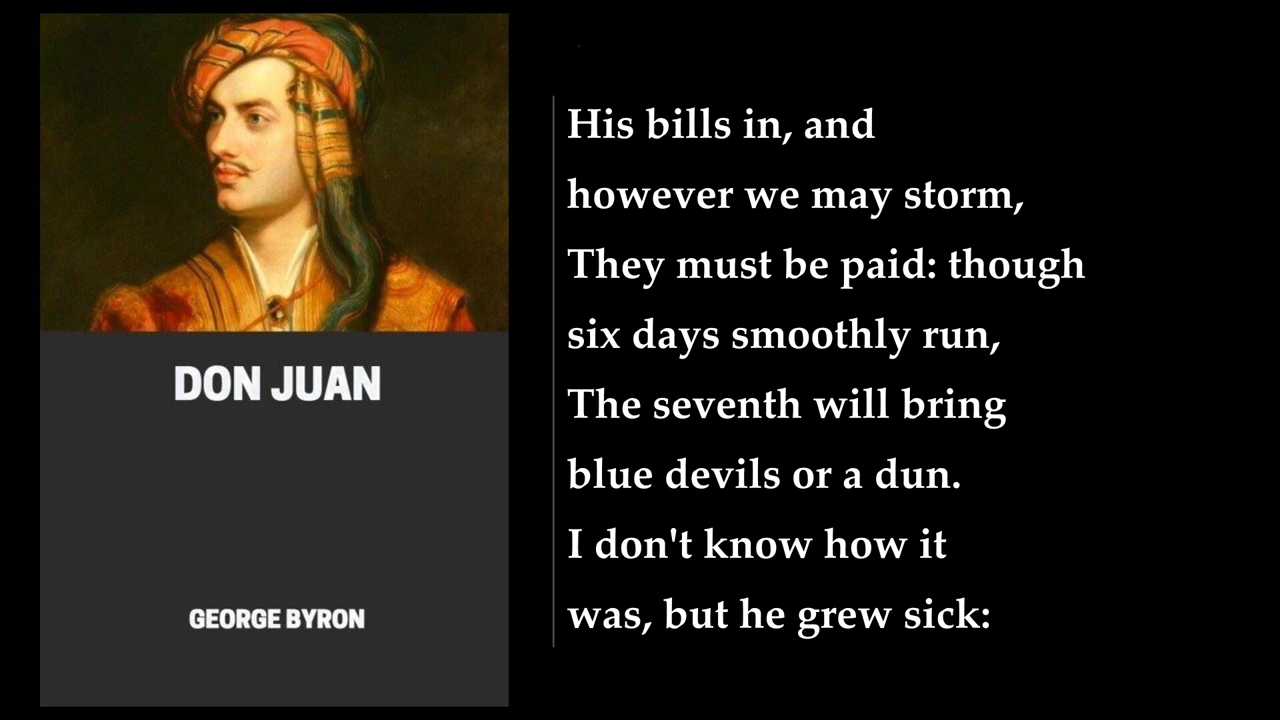 DON JUAN
GEORGE BYRON
His bills in, and
however we may storm,
They must be paid: though
six days smoothly run,
The seventh will bring
blue devils or a dun.
I don't know how it
was, but he grew sick: